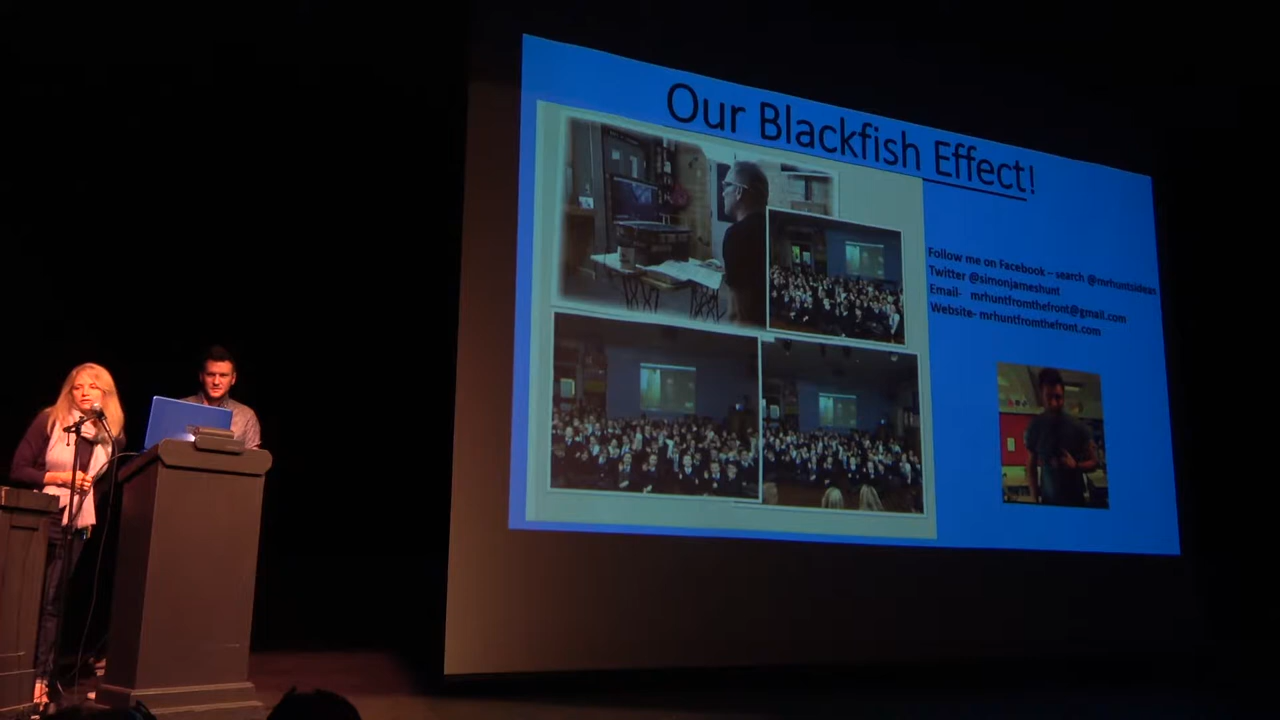 Our Blackfish Effect!
Follow me on Facebook – search @mrhuntsideas
Twitter @simonjameshunt
Email- mrhuntfromthefront@gmail.com
Website- mrhuntfromthefront.com